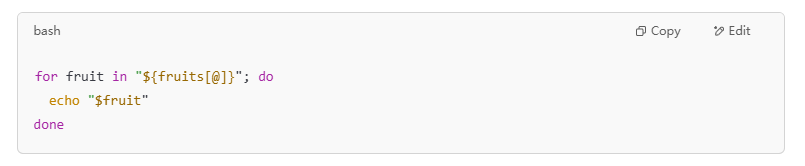 bash Copy Edit
for fruit in "${fruits[@]}"; do
  echo "$fruit"
done